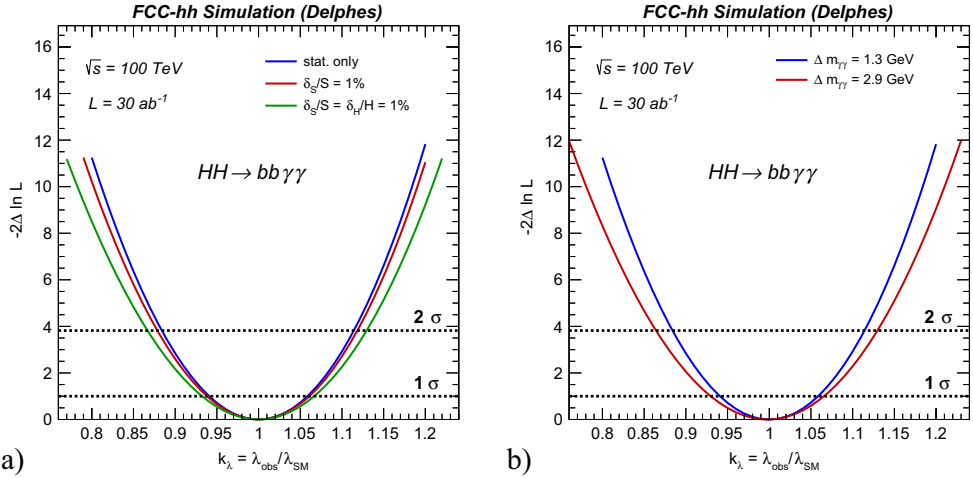 FCC-hh Simulation (Delphes)
-2Δ ln L
16
14
12
10
8
6
4
2
0
√s = 100 TeV
L = 30 ab⁻¹
stat. only
δS/S = 1%
δS/S = δH/H = 1%
HH → bbγγ
2 σ
1 σ
0.8 0.85 0.9 0.95 1 1.05 1.1 1.15 1.2
kλ = λobs/λSM
a)
FCC-hh Simulation (Delphes)
-2Δ ln L
16
14
12
10
8
6
4
2
0
√s = 100 TeV
L = 30 ab⁻¹
Δ mγγ = 1.3 GeV
Δ mγγ = 2.9 GeV
HH → bbγγ
2 σ
1 σ
0.8 0.85 0.9 0.95 1 1.05 1.1 1.15 1.2
kλ = λobs/λSM
b)